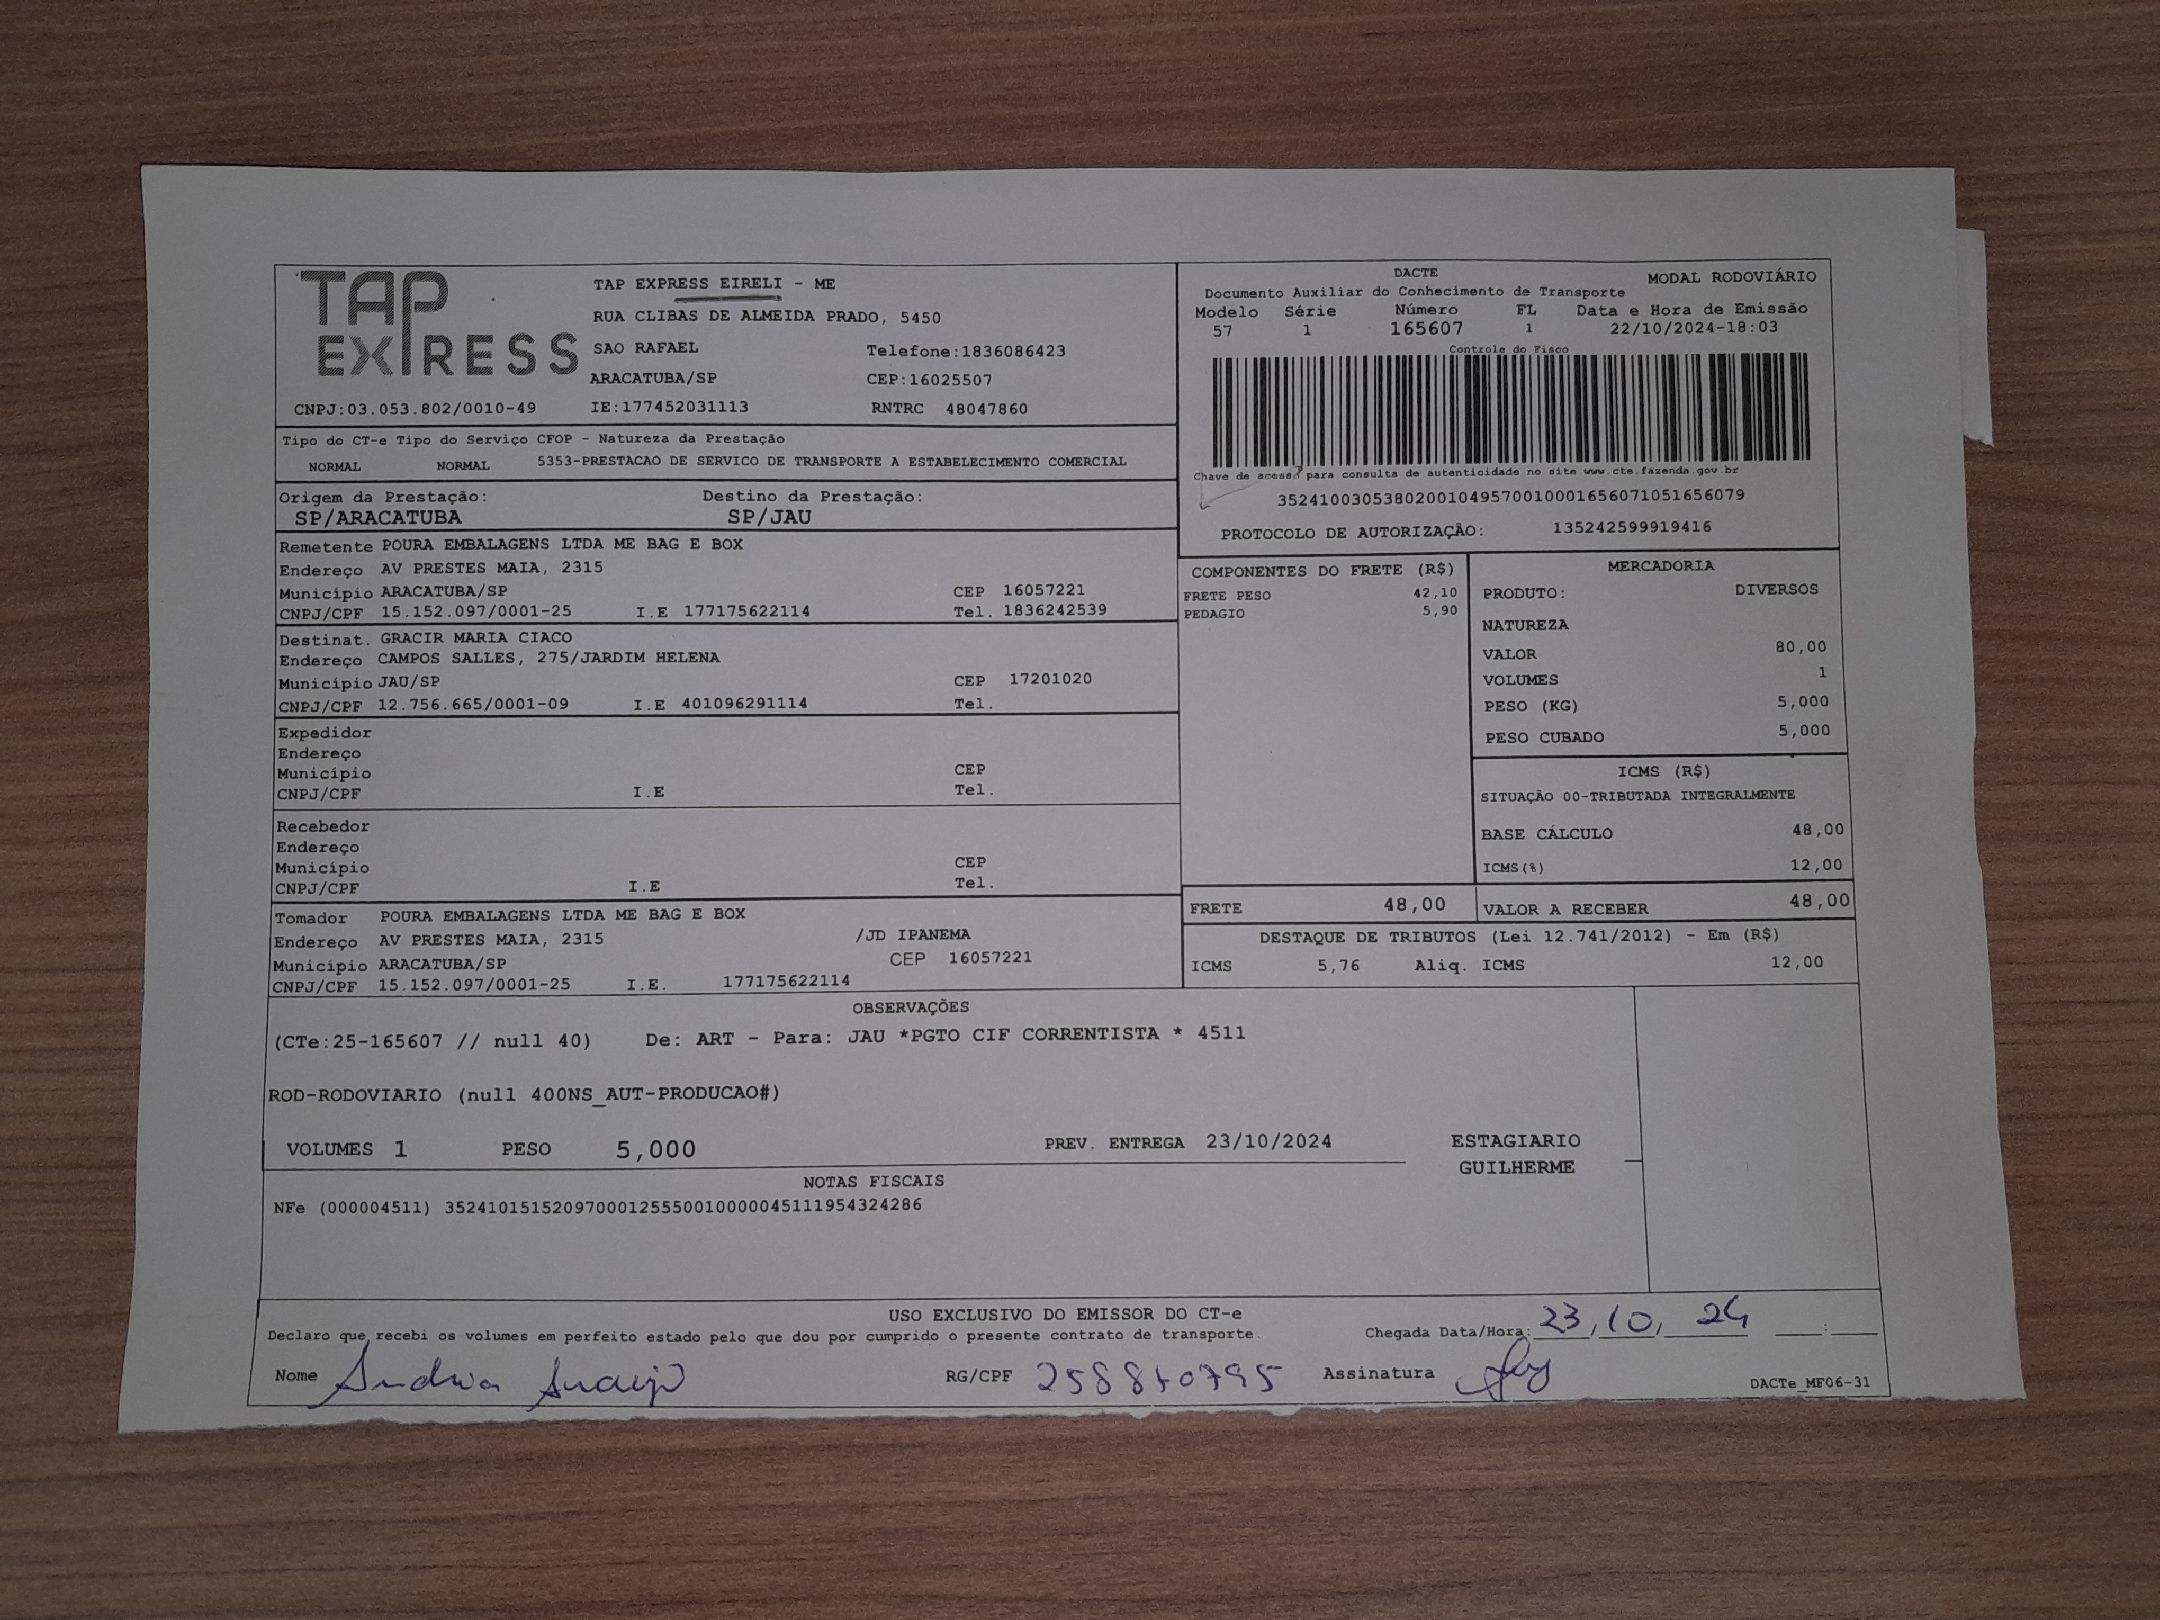 TAP EXPRESS
TAP EXPRESS EIRELI - ME
RUA CLIBAS DE ALMEIDA PRADO, 5450
SAO RAFAEL Telefone:1836086423
ARACATUBA/SP CEP:16025507
CNPJ:03.053.802/0010-49 IE:177452031113 RNTRC 48047860
DACTE MODAL RODOVIÁRIO
Documento Auxiliar do Conhecimento de Transporte
Modelo Série Número FL Data e Hora de Emissão
57 1 165607 1 22/10/2024-18:03
Controle do Fisco
Chave de acesso para consulta de autenticidade no site www.cte.fazenda.gov.br
35241003053802001049570010001656071051656079
PROTOCOLO DE AUTORIZAÇÃO: 135242599919416
Tipo do CT-e Tipo do Serviço CFOP - Natureza da Prestação
NORMAL NORMAL 5353-PRESTACAO DE SERVICO DE TRANSPORTE A ESTABELECIMENTO COMERCIAL
Origem da Prestação: Destino da Prestação:
SP/ARACATUBA SP/JAU
Remetente POURA EMBALAGENS LTDA ME BAG E BOX
Endereço AV PRESTES MAIA, 2315
Município ARACATUBA/SP CEP 16057221
CNPJ/CPF 15.152.097/0001-25 I.E 177175622114 Tel. 1836242539
Destinat. GRACIR MARIA CIACO
Endereço CAMPOS SALLES, 275/JARDIM HELENA
Município JAU/SP CEP 17201020
CNPJ/CPF 12.756.665/0001-09 I.E 401096291114 Tel.
Expedidor
Endereço
Município CEP
CNPJ/CPF I.E Tel.
Recebedor
Endereço
Município CEP
CNPJ/CPF I.E Tel.
Tomador POURA EMBALAGENS LTDA ME BAG E BOX
Endereço AV PRESTES MAIA, 2315 /JD IPANEMA
Município ARACATUBA/SP CEP 16057221
CNPJ/CPF 15.152.097/0001-25 I.E. 177175622114
COMPONENTES DO FRETE (R$)
FRETE PESO 42,10
PEDAGIO 5,90
MERCADORIA
PRODUTO: DIVERSOS
NATUREZA
VALOR 80,00
VOLUMES 1
PESO (KG) 5,000
PESO CUBADO 5,000
ICMS (R$)
SITUAÇÃO 00-TRIBUTADA INTEGRALMENTE
BASE CÁLCULO 48,00
ICMS(%) 12,00
FRETE 48,00 VALOR A RECEBER 48,00
DESTAQUE DE TRIBUTOS (Lei 12.741/2012) - Em (R$)
ICMS 5,76 Aliq. ICMS 12,00
OBSERVAÇÕES
(CTe:25-165607 // null 40) De: ART - Para: JAU *PGTO CIF CORRENTISTA * 4511
ROD-RODOVIARIO (null 400NS_AUT-PRODUCAO#)
VOLUMES 1 PESO 5,000 PREV. ENTREGA 23/10/2024 ESTAGIARIO
GUILHERME
NOTAS FISCAIS
NFe (000004511) 35241015152097000125550010000045111954324286
USO EXCLUSIVO DO EMISSOR DO CT-e
Declaro que recebi os volumes em perfeito estado pelo que dou por cumprido o presente contrato de transporte. Chegada Data/Hora: 23/10/24 __:__
Nome Andrea Araujo RG/CPF 258840795 Assinatura
DACTe_MF06-31